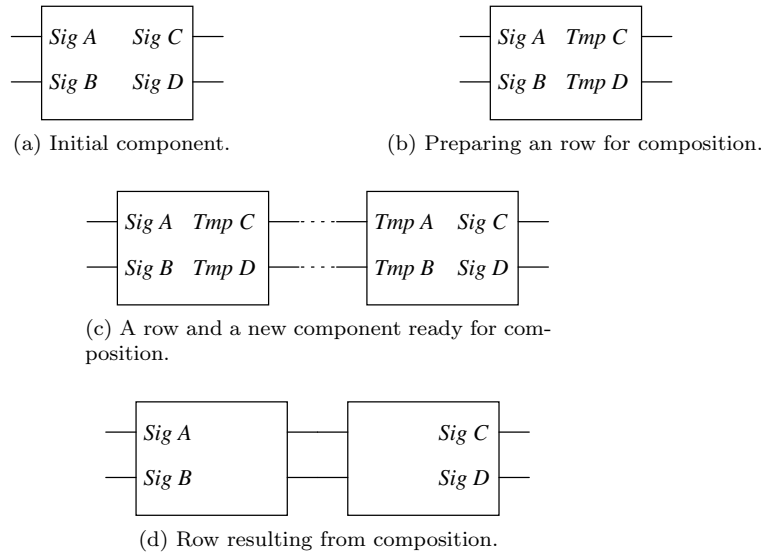 Sig A Sig C Sig A Tmp C
Sig B Sig D Sig B Tmp D
(a) Initial component. (b) Preparing an row for composition.
Sig A Tmp C Tmp A Sig C
Sig B Tmp D Tmp B Sig D
(c) A row and a new component ready for com-
position.
Sig A Sig C
Sig B Sig D
(d) Row resulting from composition.